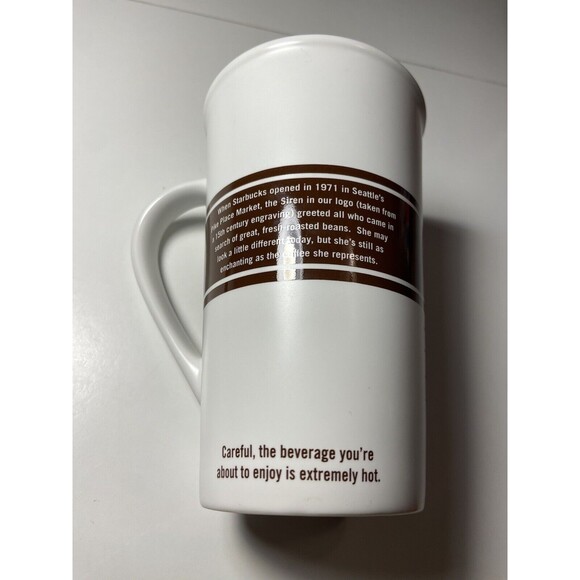 When Starbucks opened in 1971 in Seattle's
Place Market, the Siren in our logo (taken from
15th century engraving) greeted all who came in
search of great, fresh-roasted beans. She may
look a little different today, but she's still as
enchanting as the coffee she represents.
Careful, the beverage you're
about to enjoy is extremely hot.